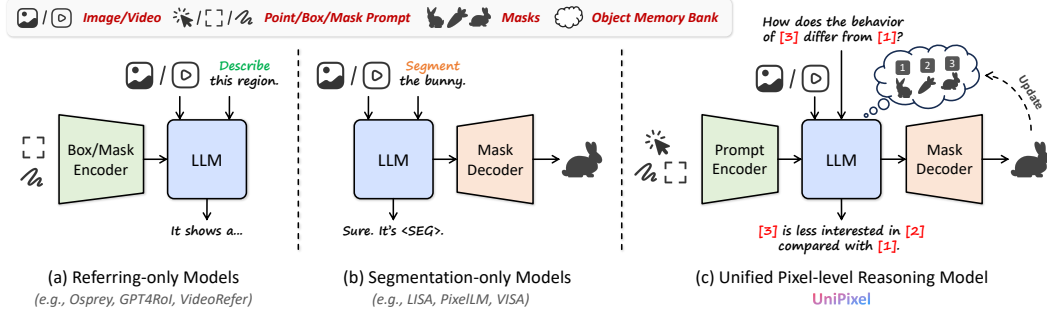 / Image/Video / / Point/Box/Mask Prompt Masks Object Memory Bank
Describe
this region.
/
Box/Mask
Encoder
LLM
It shows a...
(a) Referring-only Models
(e.g., Osprey, GPT4RoI, VideoRefer)
Segment
the bunny.
/
LLM
Mask
Decoder
Sure. It's <SEG>.
(b) Segmentation-only Models
(e.g., LISA, PixelLM, VISA)
How does the behavior
of [3] differ from [1]?
/
1 2 3
Update
Prompt
Encoder
LLM
Mask
Decoder
[3] is less interested in [2]
compared with [1].
(c) Unified Pixel-level Reasoning Model
UniPixel